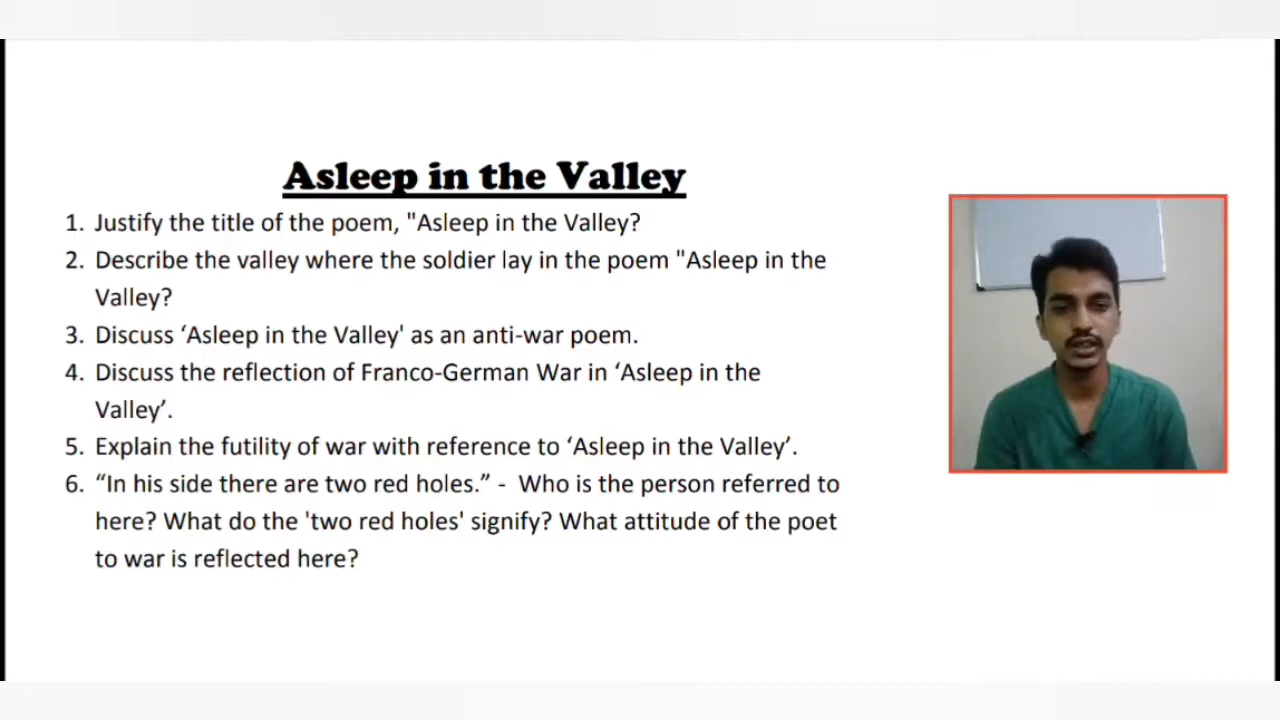 Asleep in the Valley
1. Justify the title of the poem, "Asleep in the Valley?
2. Describe the valley where the soldier lay in the poem "Asleep in the
Valley?
3. Discuss ‘Asleep in the Valley' as an anti-war poem.
4. Discuss the reflection of Franco-German War in ‘Asleep in the
Valley’.
5. Explain the futility of war with reference to ‘Asleep in the Valley’.
6. “In his side there are two red holes.” - Who is the person referred to
here? What do the 'two red holes' signify? What attitude of the poet
to war is reflected here?